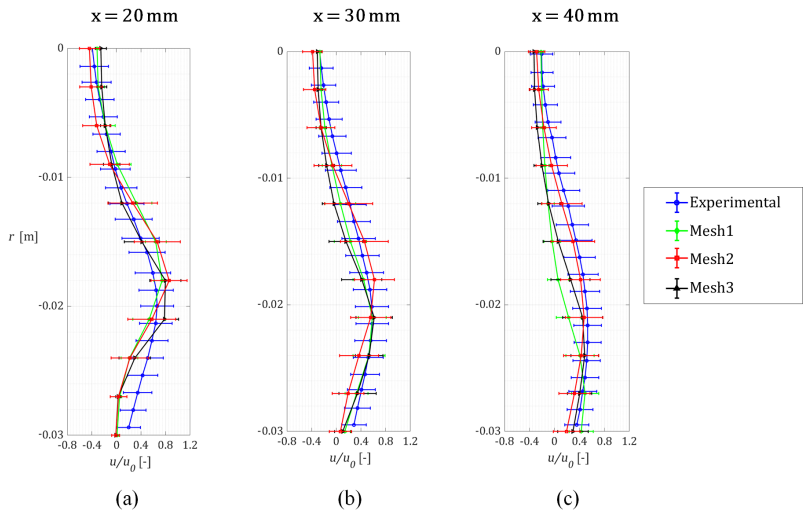 x = 20 mm
x = 30 mm
x = 40 mm
0
-0.01
-0.02
-0.03
r [m]
-0.8 -0.4 0 0.4 0.8 1.2
u/u0 [-]
(a)
0
-0.01
-0.02
-0.03
-0.8 -0.4 0 0.4 0.8 1.2
u/u0 [-]
(b)
0
-0.01
-0.02
-0.03
-0.8 -0.4 0 0.4 0.8 1.2
u/u0 [-]
(c)
Experimental
Mesh1
Mesh2
Mesh3